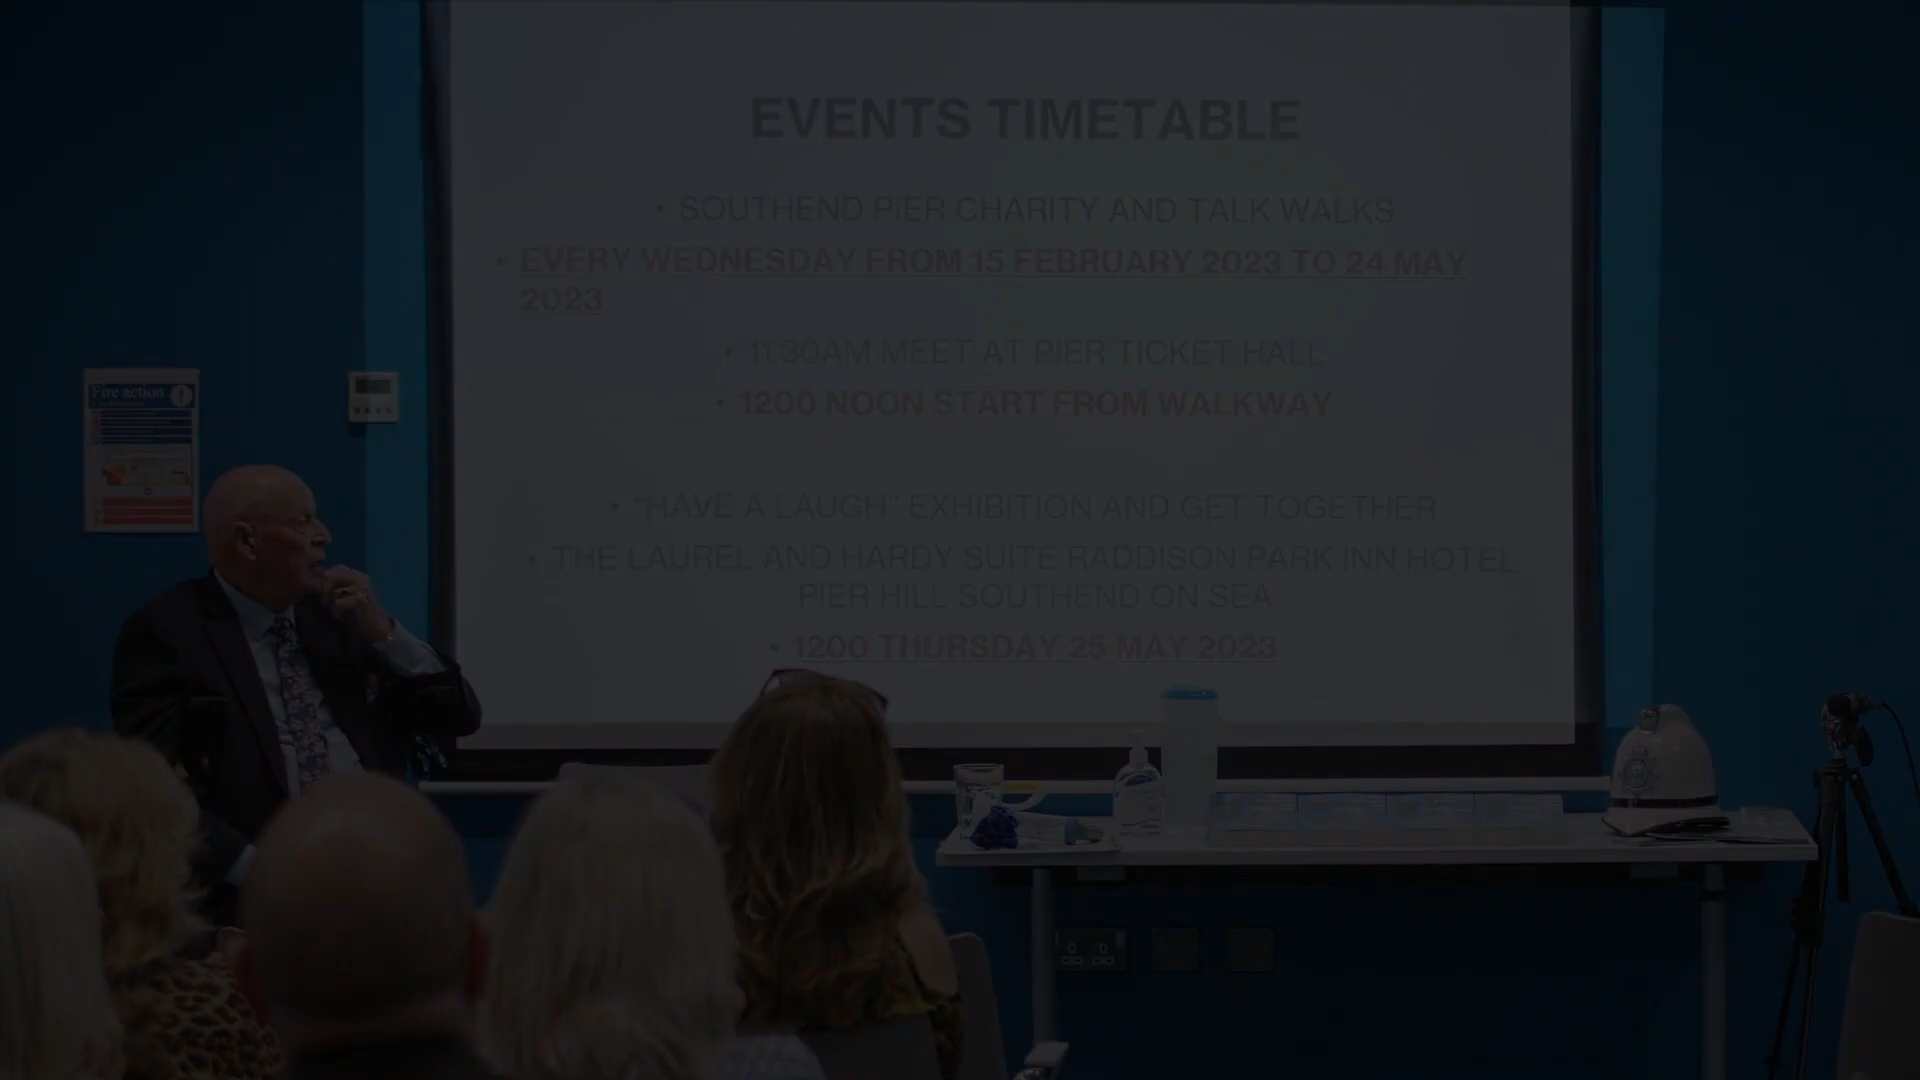 EVENTS TIMETABLE
• SOUTHEND PIER CHARITY AND TALK WALKS
• EVERY WEDNESDAY FROM 15 FEBRUARY 2023 TO 24 MAY
2023
• 11.30AM MEET AT PIER TICKET HALL
• 1200 NOON START FROM WALKWAY
• "HAVE A LAUGH" EXHIBITION AND GET TOGETHER
• THE LAUREL AND HARDY SUITE RADDISON PARK INN HOTEL
PIER HILL SOUTHEND ON SEA
• 1200 THURSDAY 25 MAY 2023
Fire action